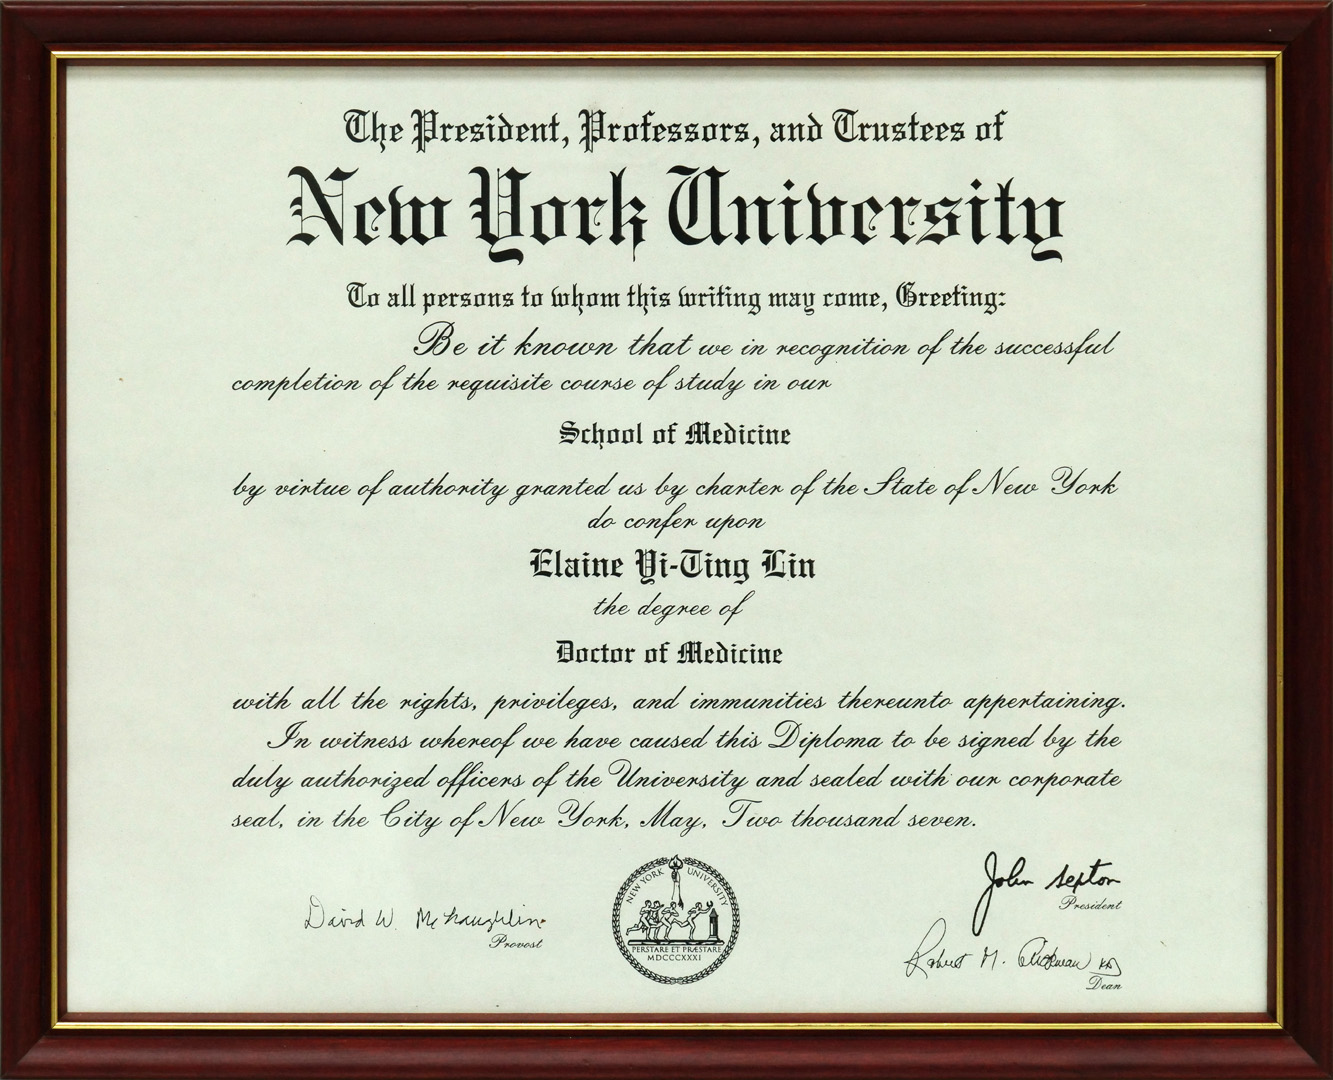 The President, Professors, and Trustees of
New York University
To all persons to whom this writing may come, Greeting:
Be it known that we in recognition of the successful
completion of the requisite course of study in our
School of Medicine
by virtue of authority granted us by charter of the State of New York
do confer upon
Elaine Yi-Ting Lin
the degree of
Doctor of Medicine
with all the rights, privileges, and immunities thereunto appertaining.
In witness whereof we have caused this Diploma to be signed by the
duly authorized officers of the University and sealed with our corporate
seal, in the City of New York, May, Two thousand seven.
David W. McLaughlin
Provost
NEW YORK UNIVERSITY
PERSTARE ET PRÆSTARE
MDCCCXXXI
John Sexton
President
Robert M.
Dean